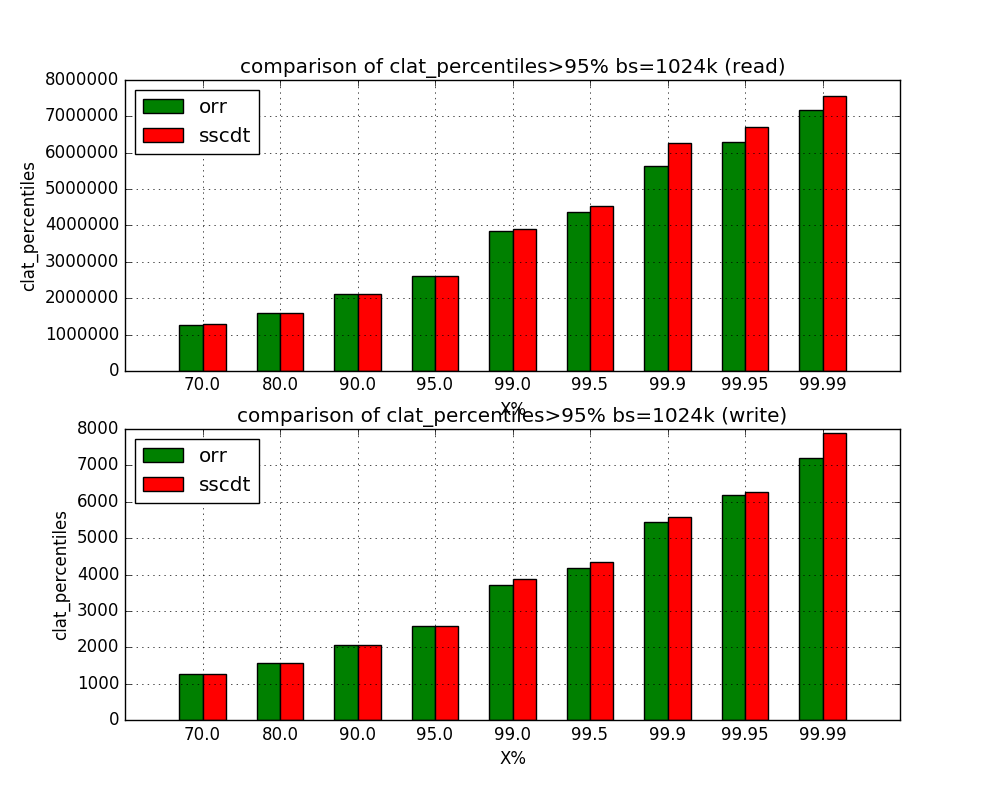 comparison of clat_percentiles>95% bs=1024k (read)
8000000
7000000
6000000
5000000
4000000
3000000
2000000
1000000
0
clat_percentiles
orr
sscdt
70.0 80.0 90.0 95.0 99.0 99.5 99.9 99.95 99.99
X%
comparison of clat_percentiles>95% bs=1024k (write)
8000
7000
6000
5000
4000
3000
2000
1000
0
clat_percentiles
orr
sscdt
70.0 80.0 90.0 95.0 99.0 99.5 99.9 99.95 99.99
X%